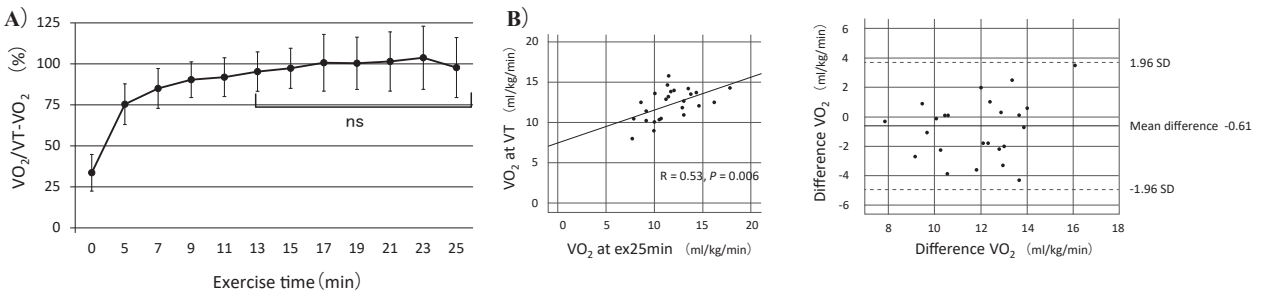 A)
VO2/VT-VO2 (%)
125
100
75
50
25
0
ns
0 5 7 9 11 13 15 17 19 21 23 25
Exercise time (min)
B)
VO2 at VT (ml/kg/min)
20
15
10
5
0
R = 0.53, P = 0.006
0 5 10 15 20
VO2 at ex25min (ml/kg/min)
Difference VO2 (ml/kg/min)
6
4
2
0
-2
-4
-6
1.96 SD
Mean difference -0.61
-1.96 SD
8 10 12 14 16 18
Difference VO2 (ml/kg/min)